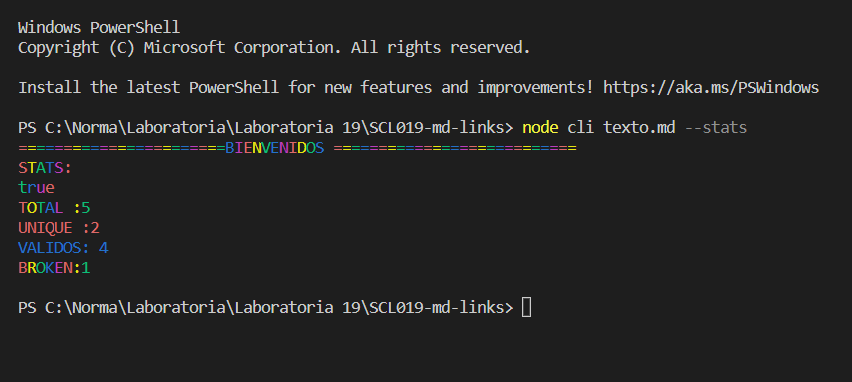 Windows PowerShell
Copyright (C) Microsoft Corporation. All rights reserved.
Install the latest PowerShell for new features and improvements! https://aka.ms/PSWindows
PS C:\Norma\Laboratoria\Laboratoria 19\SCL019-md-links> node cli texto.md --stats
=======================BIENVENIDOS ===========================
STATS:
true
TOTAL :5
UNIQUE :2
VALIDOS: 4
BROKEN:1
PS C:\Norma\Laboratoria\Laboratoria 19\SCL019-md-links>